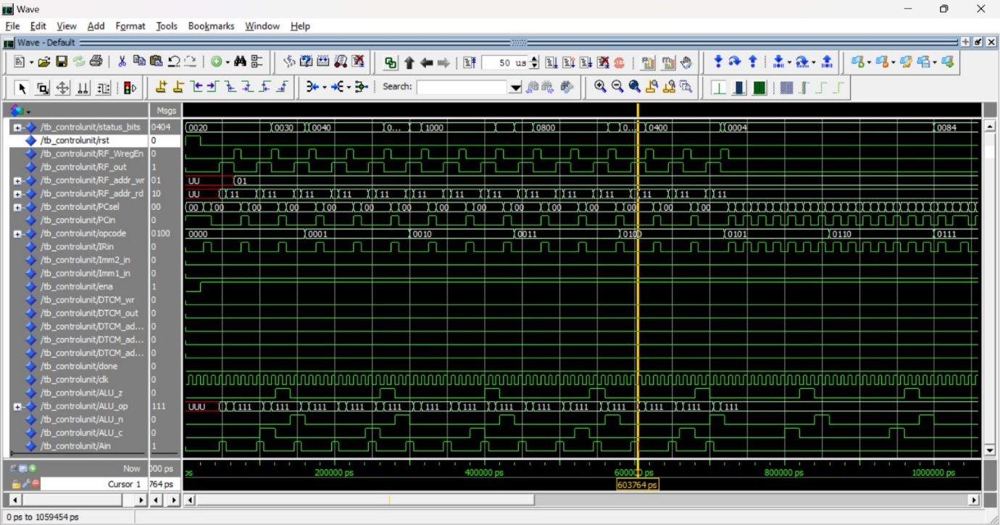 Wave
File Edit View Add Format Tools Bookmarks Window Help
Wave - Default
50 us
Search:
Msgs
/tb_controlunit/status_bits 0404 0020 0030 0040 0... 1000 0800 0... 0400 0004 0084
/tb_controlunit/rst 0
/tb_controlunit/RF_WregEn 0
/tb_controlunit/RF_out 1
/tb_controlunit/RF_addr_wr 01 UU 01
/tb_controlunit/RF_addr_rd 10 UU 11 11 11 11 11 11 11 11 11 11 11 11 11 11
/tb_controlunit/PCsel 00 00 00 00 00 00 00 00 00 00 00 00 00 00 00 00
/tb_controlunit/PCin 0
/tb_controlunit/opcode 0100 0000 0001 0010 0011 0100 0101 0110 0111
/tb_controlunit/IRin 0
/tb_controlunit/Imm2_in 0
/tb_controlunit/Imm1_in 0
/tb_controlunit/ena 1
/tb_controlunit/DTCM_wr 0
/tb_controlunit/DTCM_out 0
/tb_controlunit/DTCM_ad... 0
/tb_controlunit/DTCM_ad... 0
/tb_controlunit/DTCM_ad... 0
/tb_controlunit/done 0
/tb_controlunit/clk 0
/tb_controlunit/ALU_z 0
/tb_controlunit/ALU_op 111 UUU 111 111 111 111 111 111 111 111 111 111 111 111 111 111
/tb_controlunit/ALU_n 0
/tb_controlunit/ALU_c 0
/tb_controlunit/Ain 1
Now 000 ps ps 200000 ps 400000 ps 600000 ps 800000 ps 1000000 ps
Cursor 1 764 ps 603764 ps
0 ps to 1059454 ps